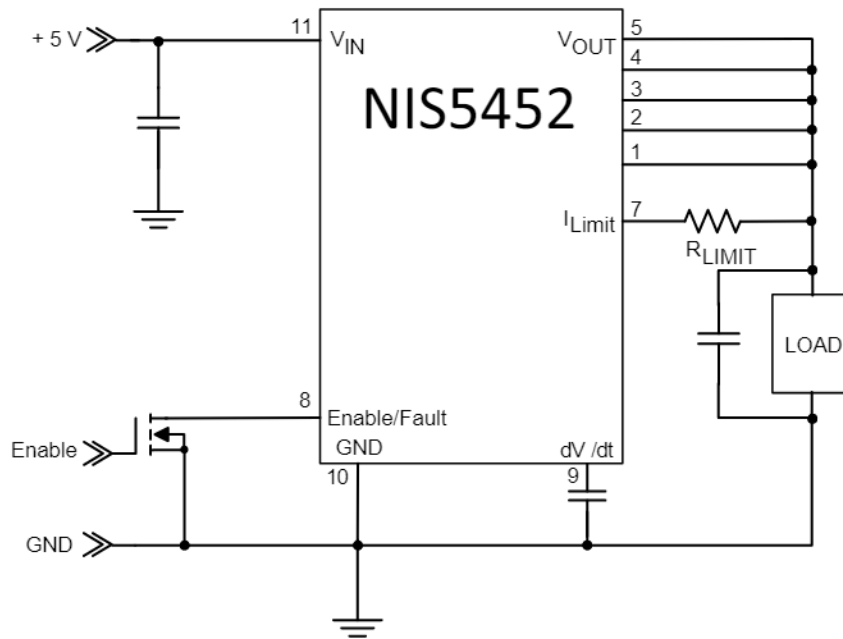 + 5 V
11
V_IN
V_OUT
5
4
3
2
1
NIS5452
I_Limit
7
R_LIMIT
LOAD
8
Enable/Fault
Enable
GND
dV /dt
10
9
GND